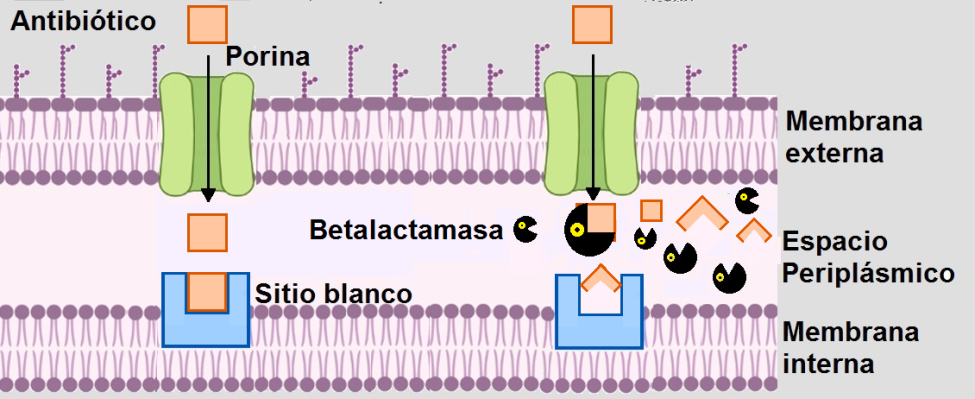 Antibiótico
Porina
Membrana
externa
Betalactamasa
Espacio
Periplásmico
Sitio blanco
Membrana
interna